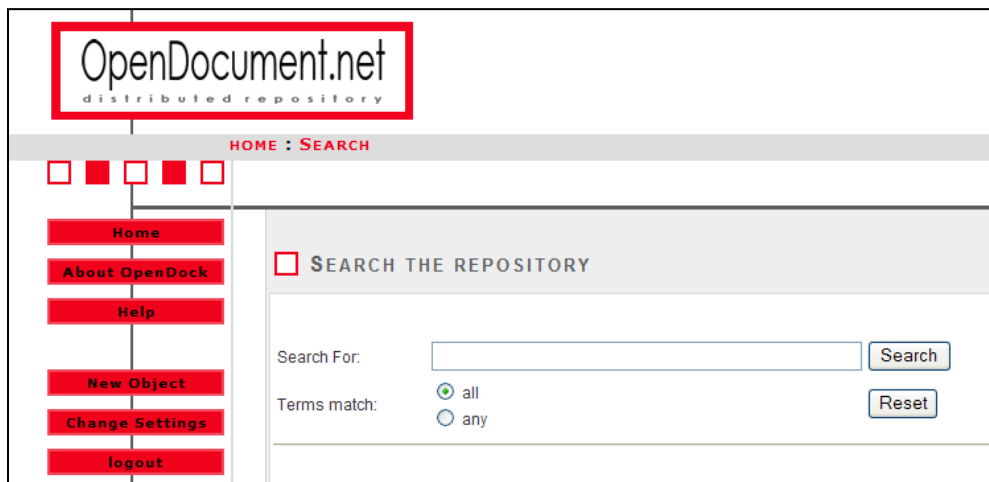 OpenDocument.net
distributed repository
HOME : SEARCH
Home
About OpenDock
Help
New Object
Change Settings
logout
SEARCH THE REPOSITORY
Search For:
Search
Terms match:
all
any
Reset